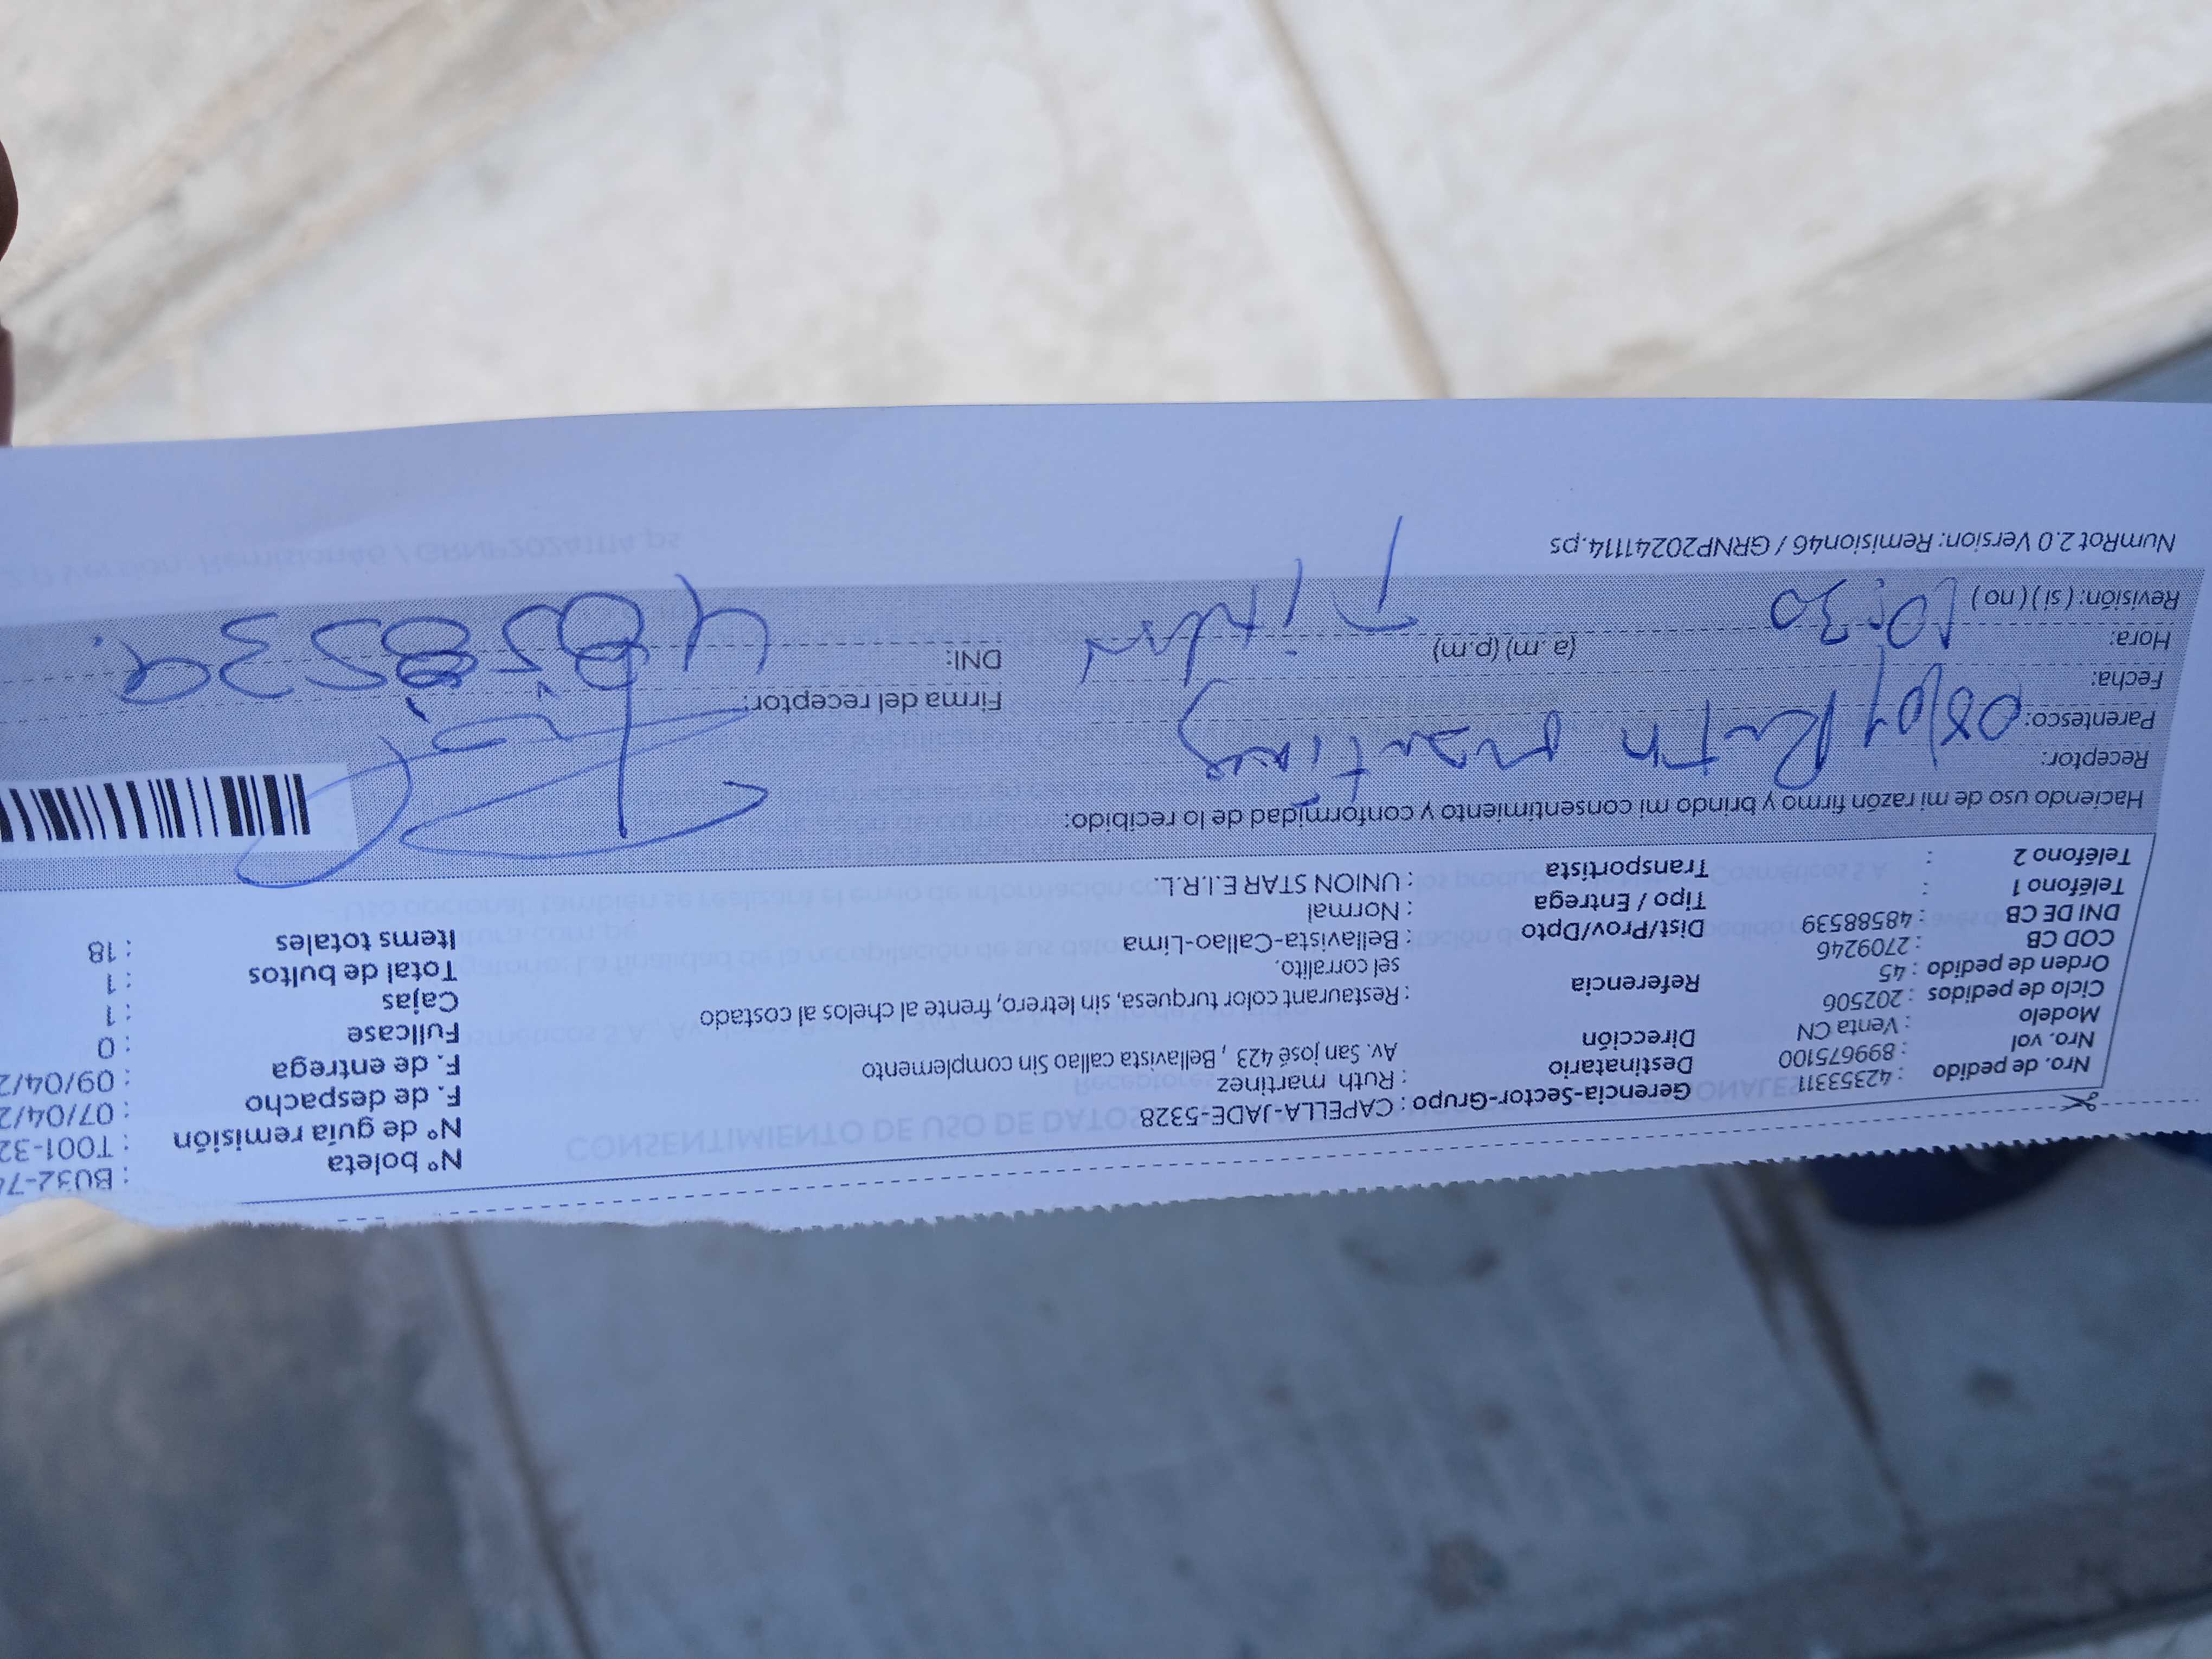 Nro. de pedido : 42353311
Nro. vol : 899675100
Modelo : Venta CN
Ciclo de pedidos : 202506
Orden de pedido : 45
COD CB : 2709246
DNI DE CB : 48588539
Teléfono 1 :
Teléfono 2 :
Gerencia-Sector-Grupo : CAPELLA-JADE-5328
Destinatario : Ruth martinez
Dirección Av. San josé 423 , Bellavista callao Sin complemento
Referencia : Restaurant color turquesa, sin letrero, frente al chelos al costado
sel corralito.
Dist/Prov/Dpto : Bellavista-Callao-Lima
Tipo / Entrega : Normal
Transportista : UNION STAR E.I.R.L.
N° boleta : B032-7
N° de guía remisión : T001-32
F. de despacho : 07/04/2
F. de entrega : 09/04/2
Fullcase : 0
Cajas : 1
Total de bultos : 1
Items totales : 18
Haciendo uso de mi razón firmo y brindo mi consentimiento y conformidad de lo recibido:
Receptor: Ruth martinez
Parentesco: Titular
Fecha: 08/04
Hora: 10:30 (a.m) (p.m)
Revisión: ( si ) ( no )
Firma del receptor:
DNI: 48588539.
NumRot 2.0 Version: Remision46 / GRNP20241114.ps